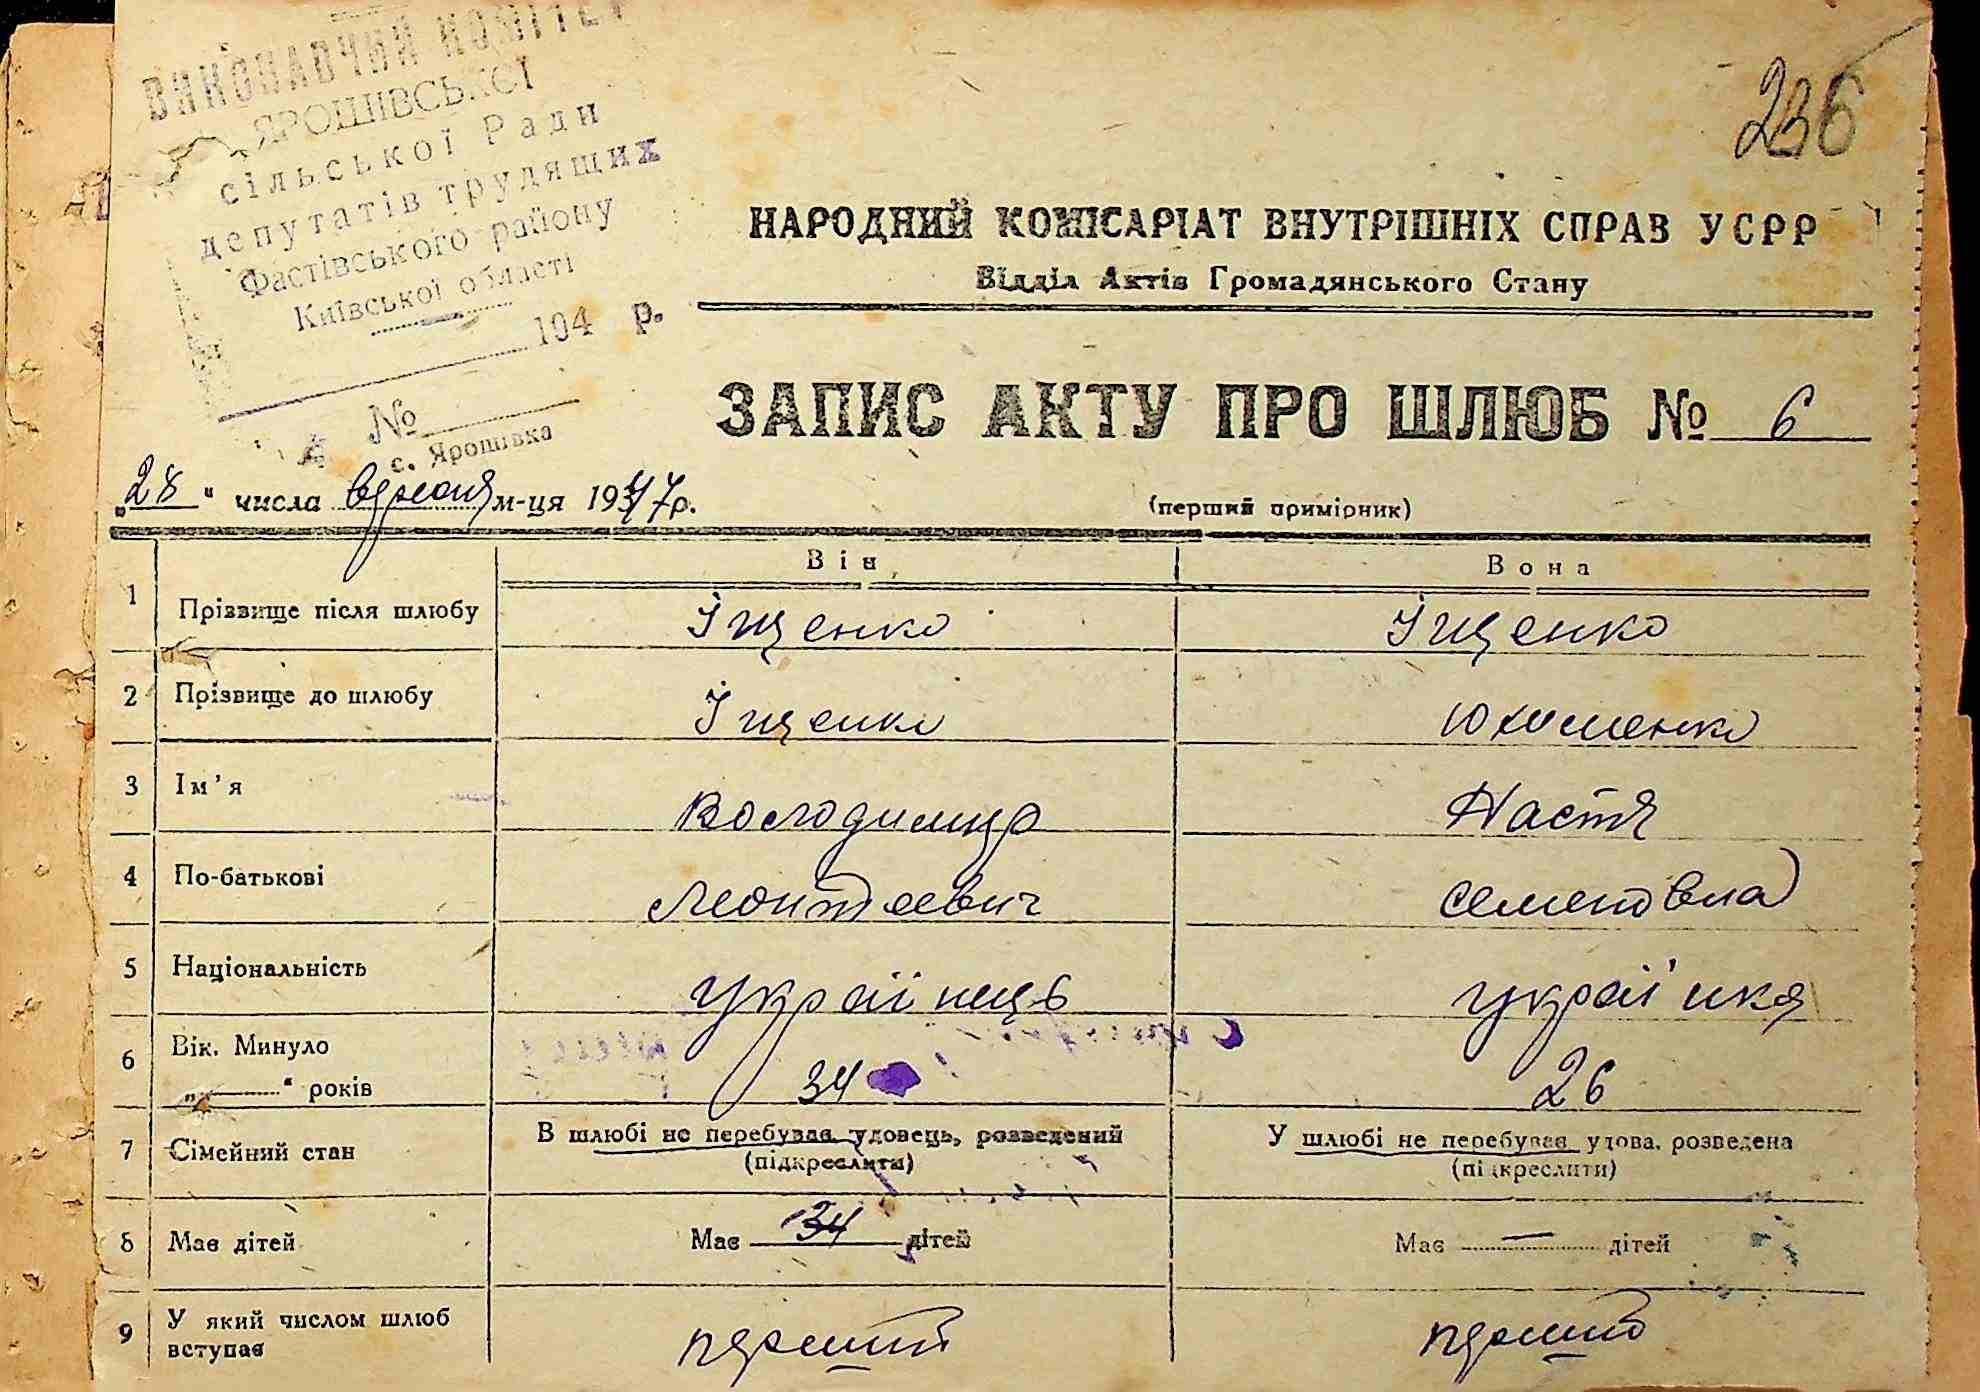 ВИКОНАВЧИЙ КОМІТЕТ
ЯРОШІВСЬКОЇ
сільської Ради
депутатів трудящих
Фастівського району
Київської області
194 р.
№
с. Ярошівка
236
НАРОДНИЙ КОМІСАРІАТ ВНУТРІШНІХ СПРАВ УСРР
Відділ Актів Громадянського Стану
ЗАПИС АКТУ ПРО ШЛЮБ № 6
„28“ числа вересня м-ця 1947р.
(перший примірник)
Він Вона
1 Прізвище після шлюбу Іщенко Іщенко
2 Прізвище до шлюбу Іщенко Юхименко
3 Ім'я Володимир Настя
4 По-батькові Леонтієвич Семеновна
5 Національність Українець Українка
6 Вік. Минуло
„———“ років 34 26
7 Сімейний стан В шлюбі не перебував, удовець, розведений У шлюбі не перебував, удова, розведена
(підкреслити) (підкреслити)
8 Має дітей Має 34 дітей Має — дітей
9 У який числом шлюб
вступає перший перший